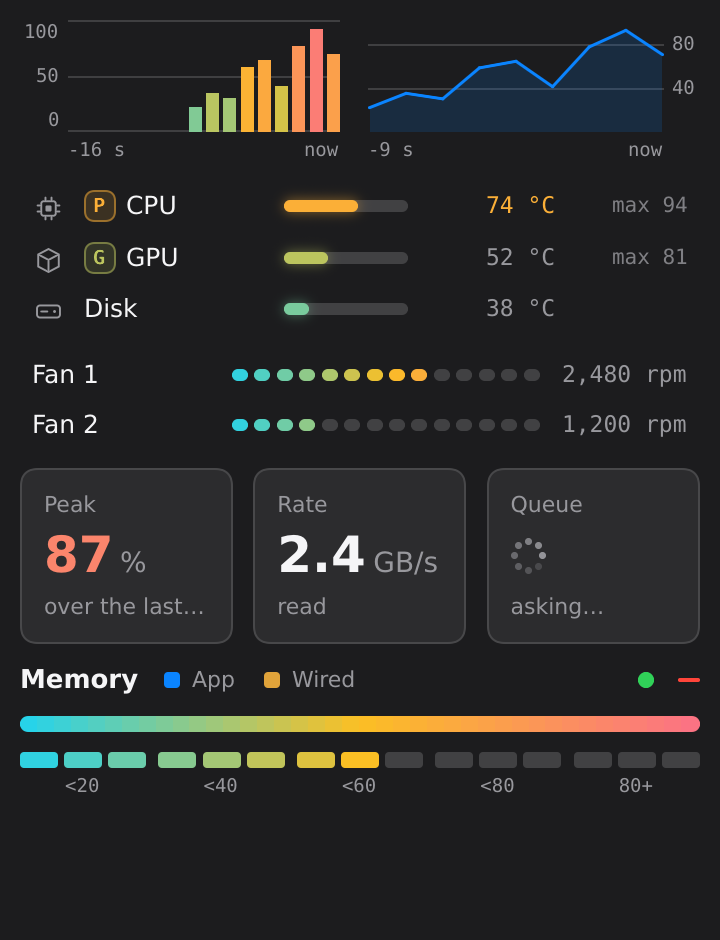 100
50
0
-16 s now
80
40
-9 s now
P CPU 74 °C max 94
G GPU 52 °C max 81
Disk 38 °C
Fan 1 2,480 rpm
Fan 2 1,200 rpm
Peak
87 %
over the last…
Rate
2.4 GB/s
read
Queue
asking…
Memory App Wired
<20 <40 <60 <80 80+